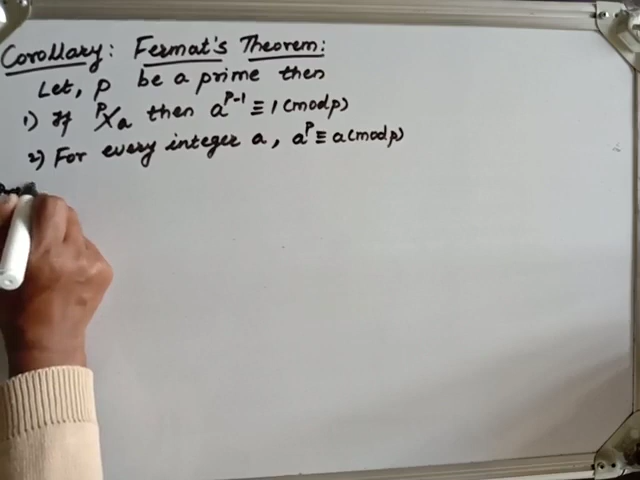 Corollary: Fermat's Theorem:
Let, p be a prime then
1) If p∤a then a^{p-1} ≡ 1 (mod p)
2) For every integer a, a^p ≡ a (mod p)